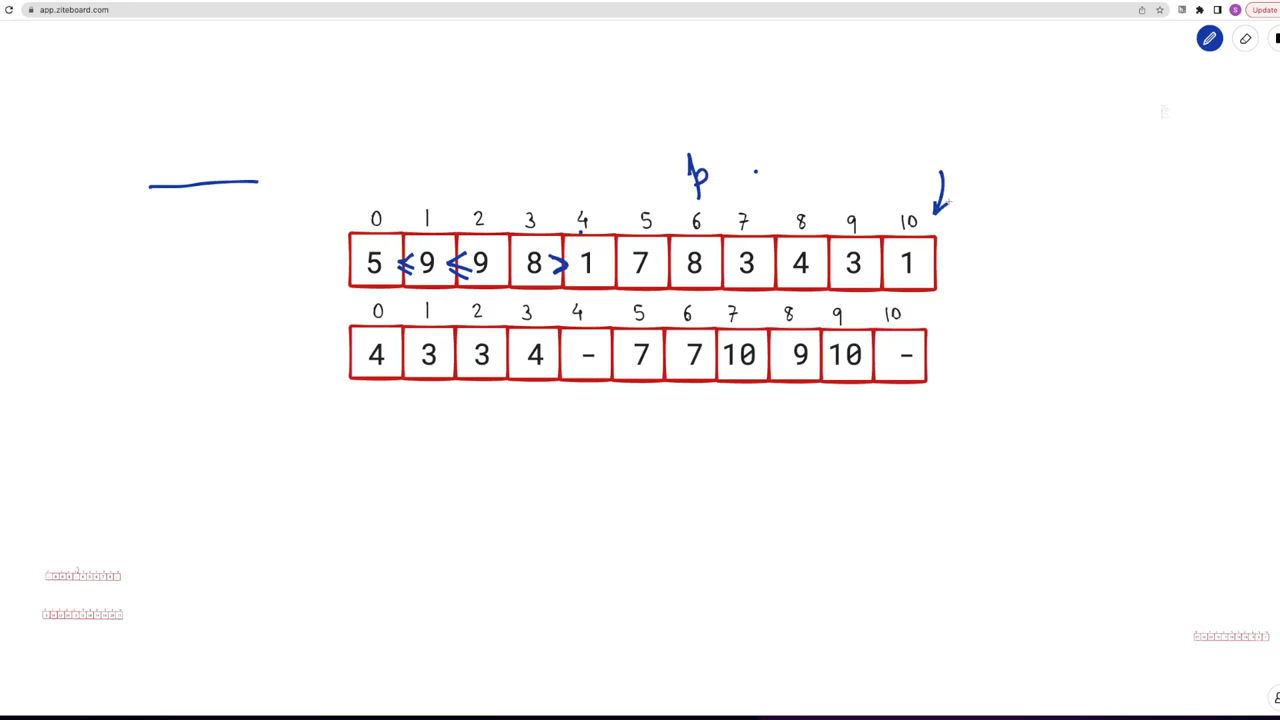 app.ziteboard.com
S
Update
p
0 1 2 3 4 5 6 7 8 9 10
5 ≤ 9 ≤ 9 8 > 1 7 8 3 4 3 1
0 1 2 3 4 5 6 7 8 9 10
4 3 3 4 - 7 7 10 9 10 -